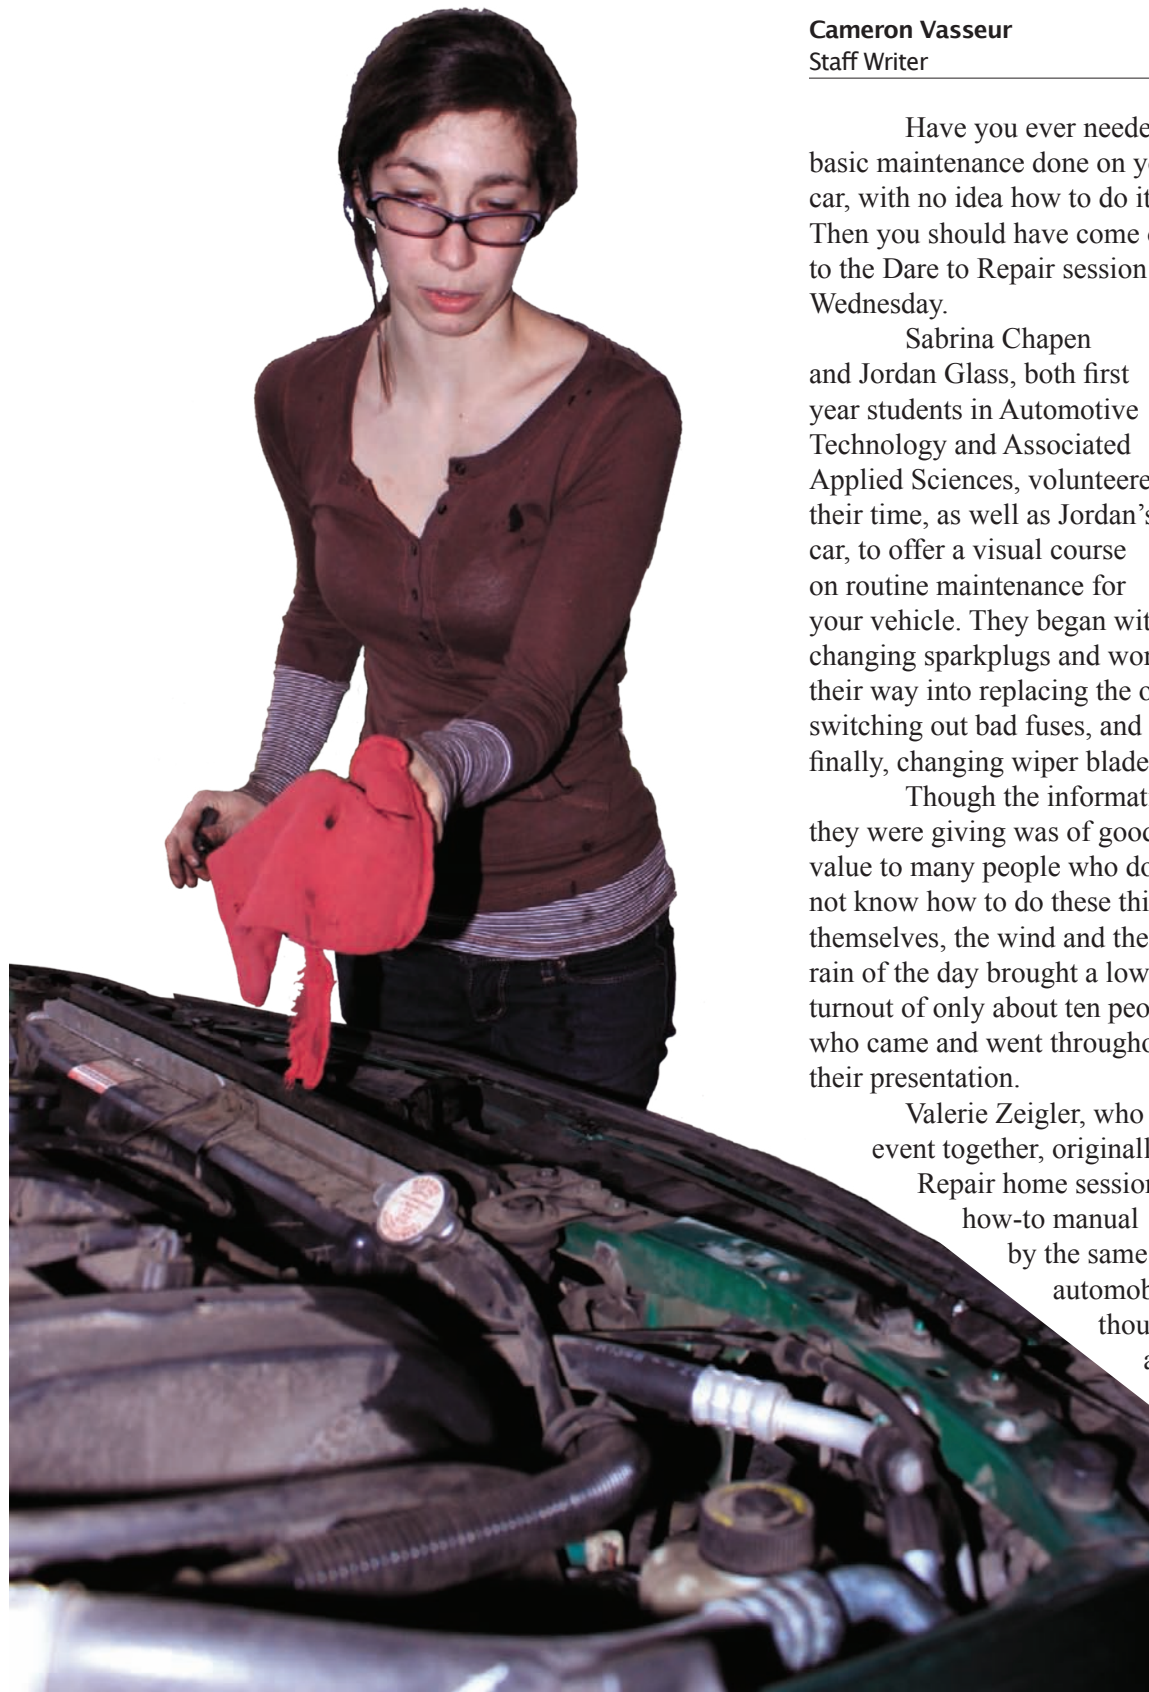 Cameron Vasseur
Staff Writer
Have you ever neede
basic maintenance done on y
car, with no idea how to do it
Then you should have come
to the Dare to Repair session
Wednesday.
Sabrina Chapen
and Jordan Glass, both first
year students in Automotive
Technology and Associated
Applied Sciences, volunteere
their time, as well as Jordan's
car, to offer a visual course
on routine maintenance for
your vehicle. They began wit
changing sparkplugs and wor
their way into replacing the o
switching out bad fuses, and
finally, changing wiper blade
Though the informati
they were giving was of good
value to many people who do
not know how to do these thi
themselves, the wind and the
rain of the day brought a low
turnout of only about ten peo
who came and went througho
their presentation.
Valerie Zeigler, who
event together, originall
Repair home session
how-to manual
by the same
automob
thou
a